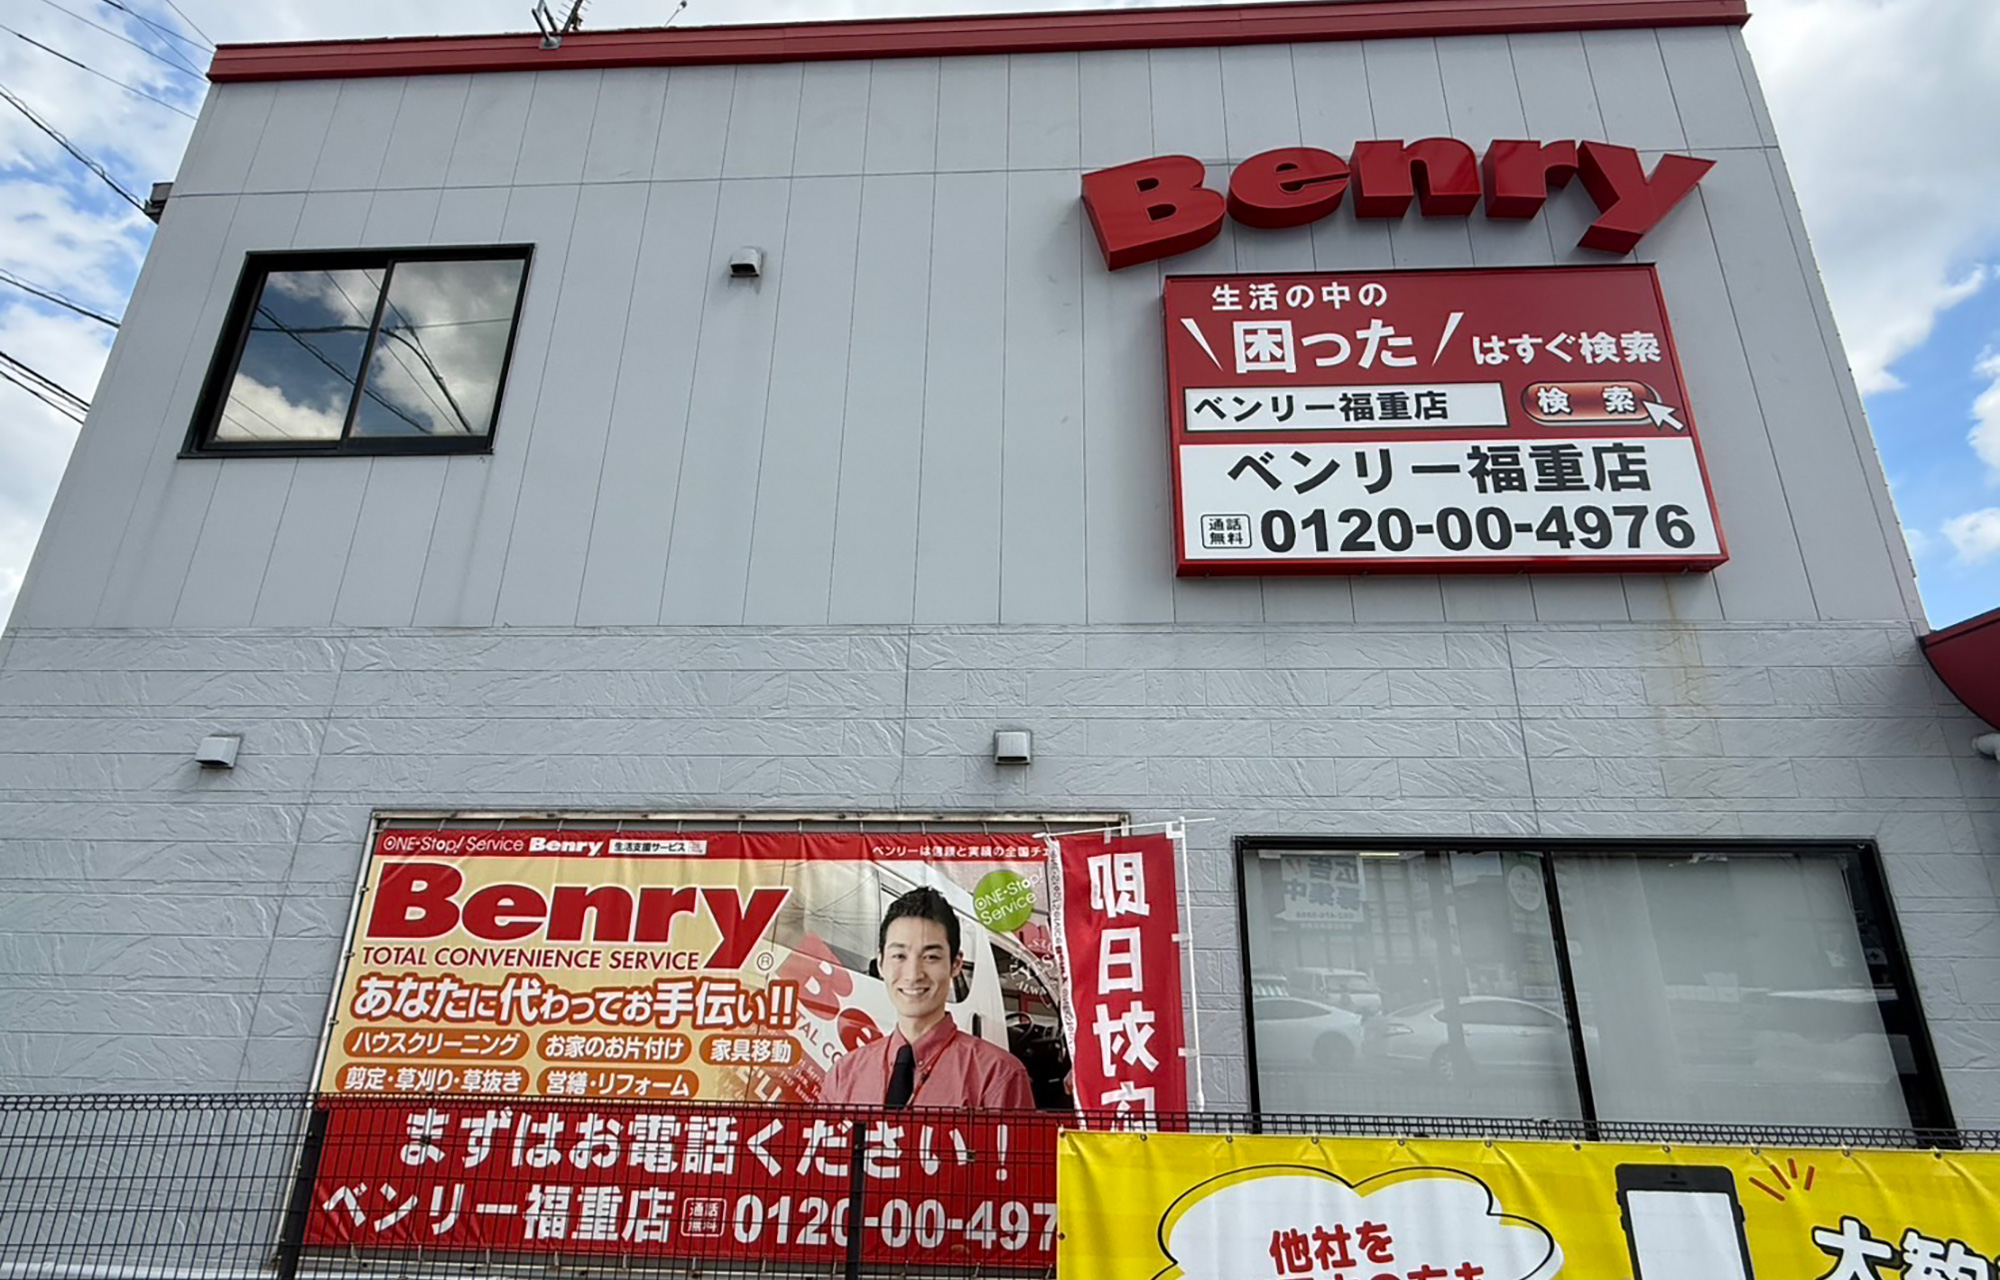 Benry
生活の中の
困った はすぐ検索
ベンリー福重店 検索
ベンリー福重店
通話無料 0120-00-4976
ONE-Stop! Service Benry 生活支援サービス
ベンリーは信頼と実績の全国チェ
Benry
TOTAL CONVENIENCE SERVICE ®
あなたに代わってお手伝い!!
ハウスクリーニング お家のお片付け 家具移動
剪定・草刈り・草抜き 営繕・リフォーム
ONE-Stop!
Service
まずはお電話ください!
ベンリー福重店 通話無料 0120-00-497
他社を
大歓